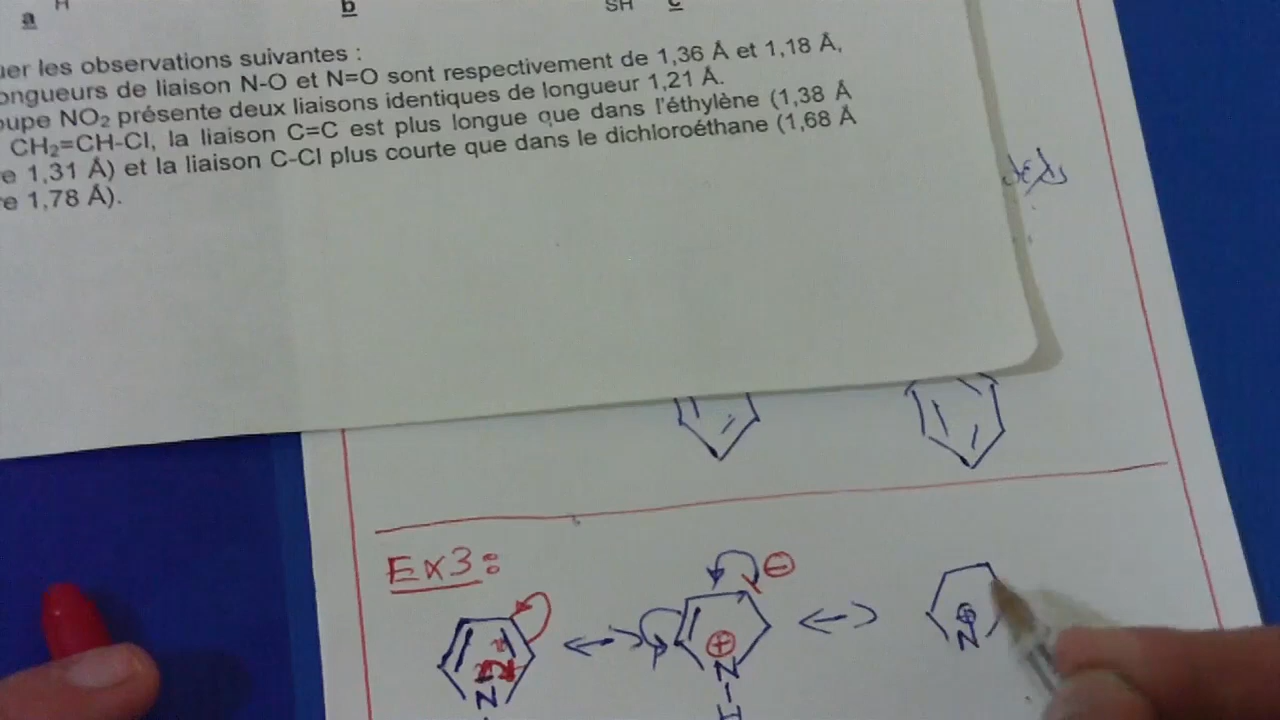 H
a
b
SH
c
uer les observations suivantes :
ongueurs de liaison N-O et N=O sont respectivement de 1,36 Å et 1,18 Å,
oupe NO₂ présente deux liaisons identiques de longueur 1,21 Å.
CH₂=CH-Cl, la liaison C=C est plus longue que dans l'éthylène (1,38 Å
e 1,31 Å) et la liaison C-Cl plus courte que dans le dichloroéthane (1,68 Å
re 1,78 Å).
Ex3:
⊖
⊕
⊕
N
N
N
H